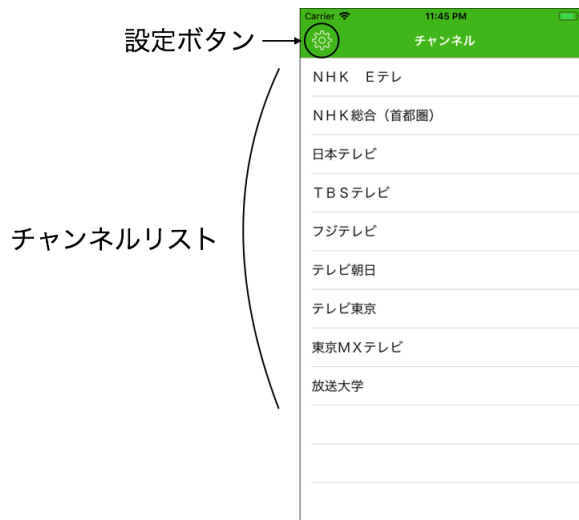 Carrier 11:45 PM
設定ボタン
チャンネル
ＮＨＫ　Ｅテレ
ＮＨＫ総合（首都圏）
日本テレビ
ＴＢＳテレビ
フジテレビ
チャンネルリスト
テレビ朝日
テレビ東京
東京ＭＸテレビ
放送大学